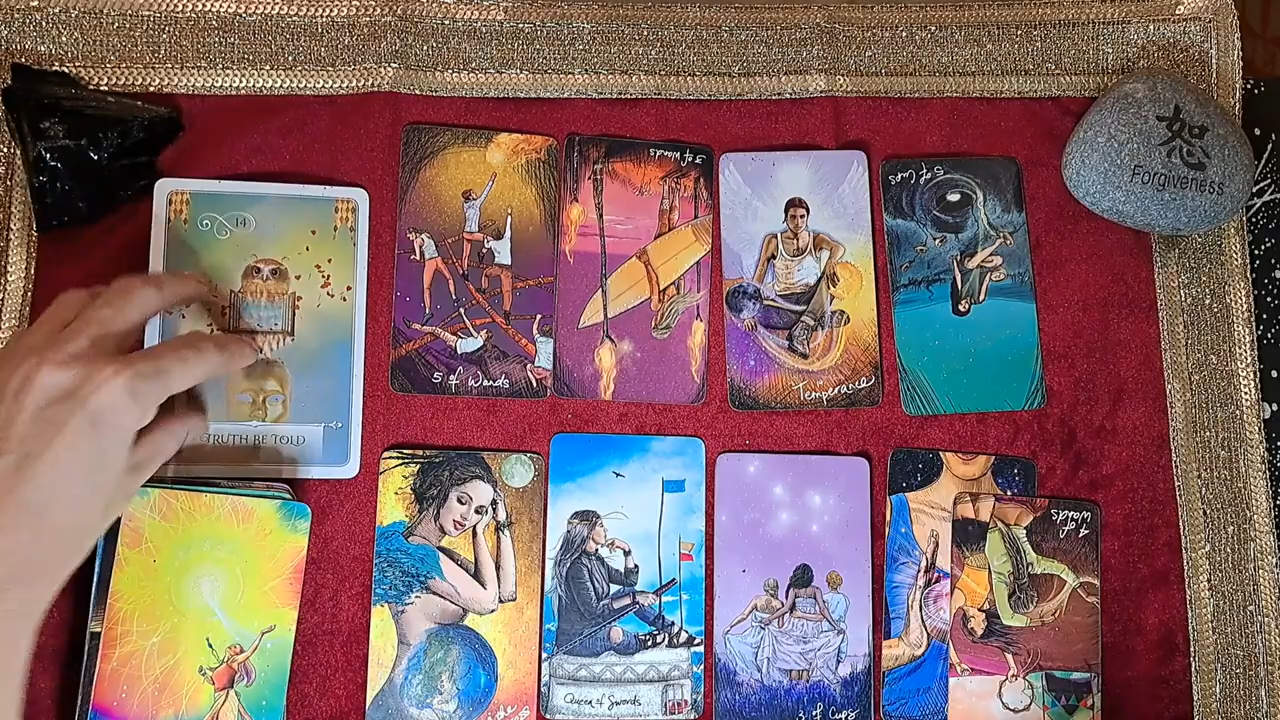 14
TRUTH BE TOLD
5 of Wands
3 of Wands
Temperance
5 of Cups
恕
Forgiveness
Queen of Swords
3 of Cups
4 of
Wands